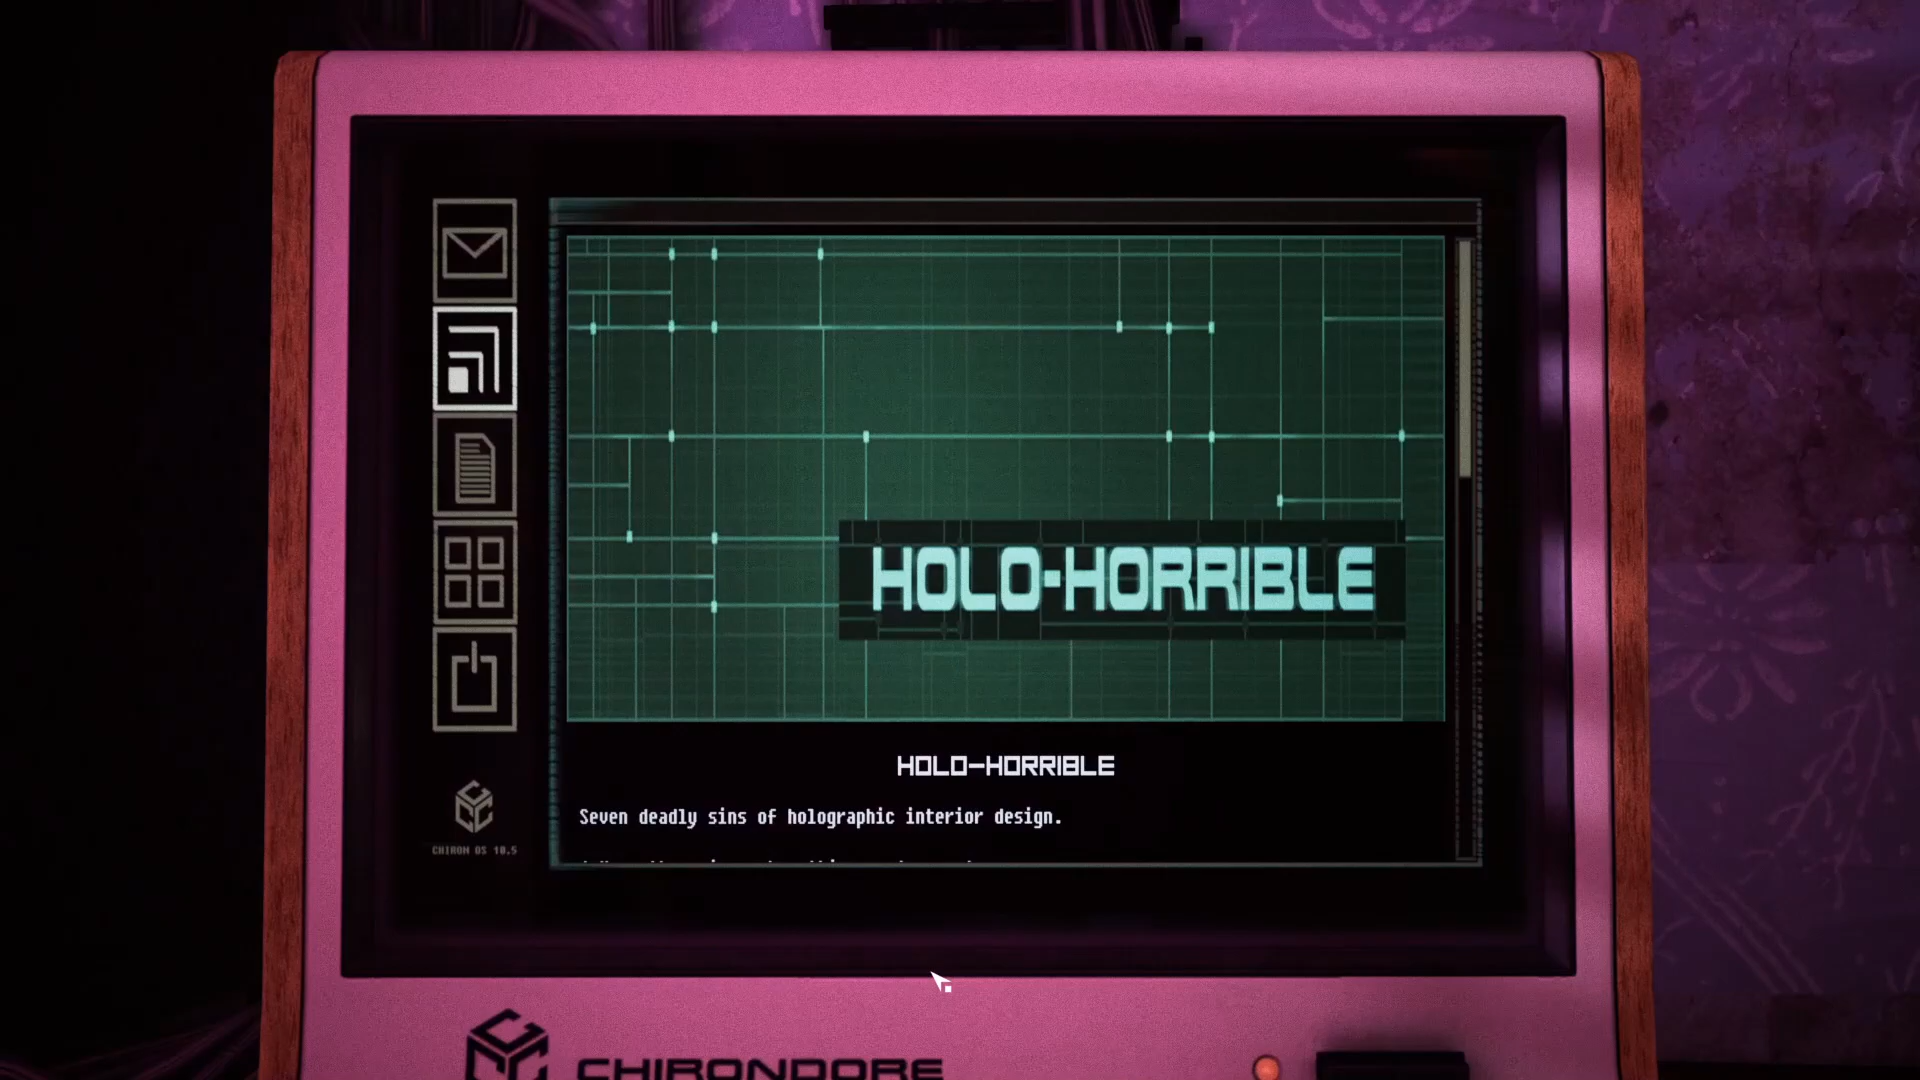 HOLO-HORRIBLE
HOLO-HORRIBLE
Seven deadly sins of holographic interior design.
CHIRON OS 10.5
CHIRONDORE